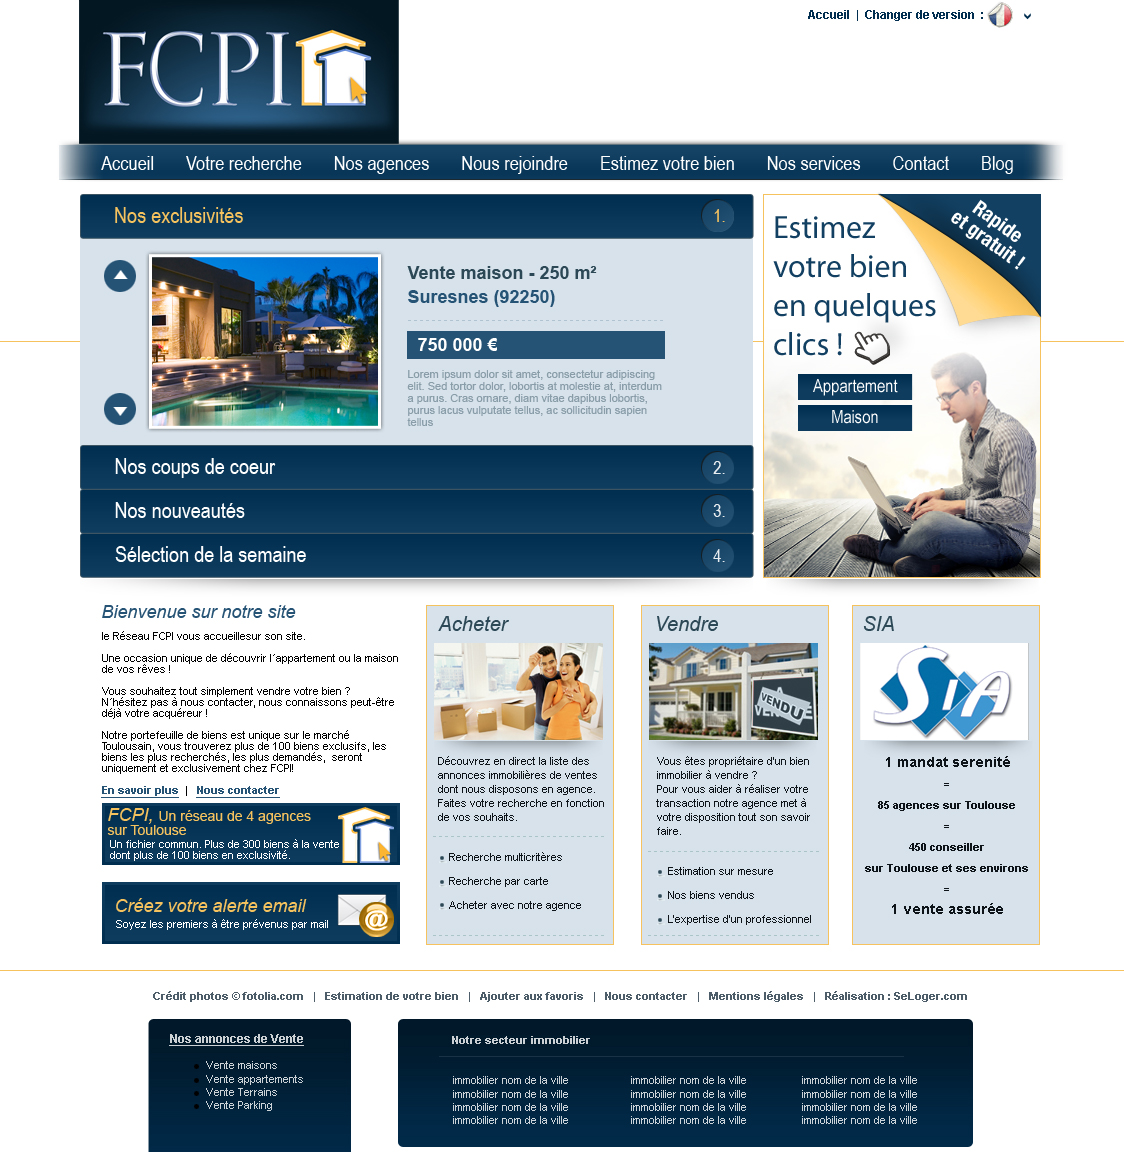 Accueil | Changer de version :
FCPI
Accueil Votre recherche Nos agences Nous rejoindre Estimez votre bien Nos services Contact Blog
Nos exclusivités 1.
Vente maison - 250 m²
Suresnes (92250)
750 000 €
Lorem ipsum dolor sit amet, consectetur adipiscing
elit. Sed tortor dolor, lobortis at molestie at, interdum
a purus. Cras ornare, diam vitae dapibus lobortis,
purus lacus vulputate tellus, ac sollicitudin sapien
tellus
Nos coups de coeur 2.
Nos nouveautés 3.
Sélection de la semaine 4.
Rapide
et gratuit !
Estimez
votre bien
en quelques
clics !
Appartement
Maison
Bienvenue sur notre site
le Réseau FCPI vous accueillesur son site.
Une occasion unique de découvrir l´appartement ou la maison
de vos rêves !
Vous souhaitez tout simplement vendre votre bien ?
N´hésitez pas à nous contacter, nous connaissons peut-être
déjà votre acquéreur !
Notre portefeuille de biens est unique sur le marché
Toulousain, vous trouverez plus de 100 biens exclusifs, les
biens les plus recherchés, les plus demandés, seront
uniquement et exclusivement chez FCPI!
En savoir plus | Nous contacter
FCPI, Un réseau de 4 agences
sur Toulouse
Un fichier commun. Plus de 300 biens à la vente
dont plus de 100 biens en exclusivité.
Créez votre alerte email
Soyez les premiers à être prévenus par mail
Acheter
Découvrez en direct la liste des
annonces immobilières de ventes
dont nous disposons en agence.
Faites votre recherche en fonction
de vos souhaits.
Recherche multicritères
Recherche par carte
Acheter avec notre agence
Vendre
VENDU
Vous êtes propriétaire d'un bien
immobilier à vendre ?
Pour vous aider à réaliser votre
transaction notre agence met à
votre disposition tout son savoir
faire.
Estimation sur mesure
Nos biens vendus
L'expertise d'un professionnel
SIA
SIA
1 mandat serenité
=
85 agences sur Toulouse
=
450 conseiller
sur Toulouse et ses environs
=
1 vente assurée
Crédit photos © fotolia.com | Estimation de votre bien | Ajouter aux favoris | Nous contacter | Mentions légales | Réalisation : SeLoger.com
Nos annonces de Vente
Vente maisons
Vente appartements
Vente Terrains
Vente Parking
Notre secteur immobilier
immobilier nom de la ville immobilier nom de la ville immobilier nom de la ville
immobilier nom de la ville immobilier nom de la ville immobilier nom de la ville
immobilier nom de la ville immobilier nom de la ville immobilier nom de la ville
immobilier nom de la ville immobilier nom de la ville immobilier nom de la ville